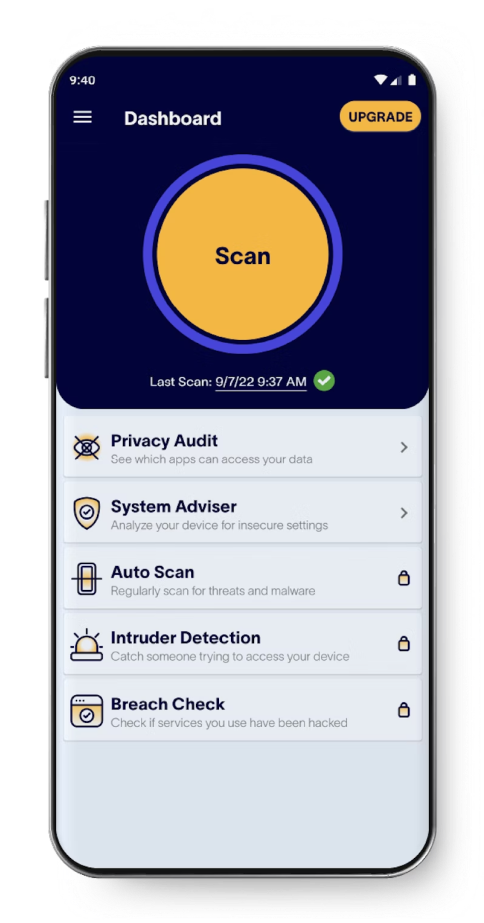 9:40
Dashboard
UPGRADE
Scan
Last Scan: 9/7/22 9:37 AM
Privacy Audit
See which apps can access your data
System Adviser
Analyze your device for insecure settings
Auto Scan
Regularly scan for threats and malware
Intruder Detection
Catch someone trying to access your device
Breach Check
Check if services you use have been hacked